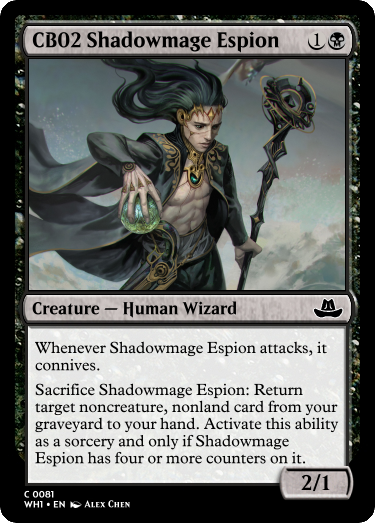 CB02 Shadowmage Espion 1
Creature — Human Wizard
Whenever Shadowmage Espion attacks, it
connives.
Sacrifice Shadowmage Espion: Return
target noncreature, nonland card from your
graveyard to your hand. Activate this ability
as a sorcery and only if Shadowmage
Espion has four or more counters on it.
2/1
C 0081
WH1 • EN Alex Chen